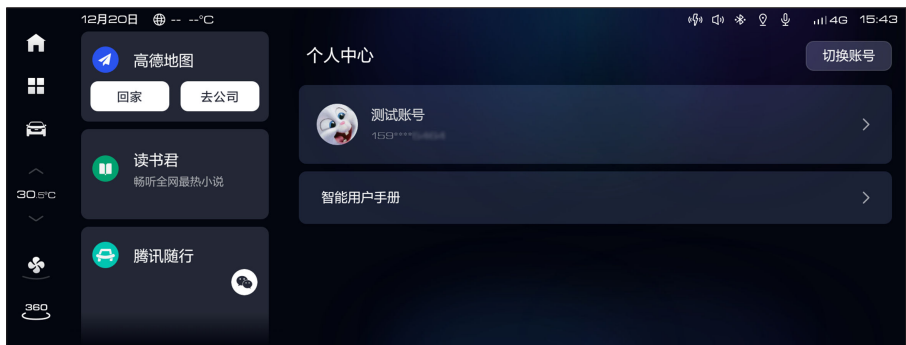 12月20日 -- --°C
4G 15:43
高德地图
回家 去公司
读书君
畅听全网最热小说
腾讯随行
30.5°C
360
个人中心
切换账号
测试账号
159****
智能用户手册